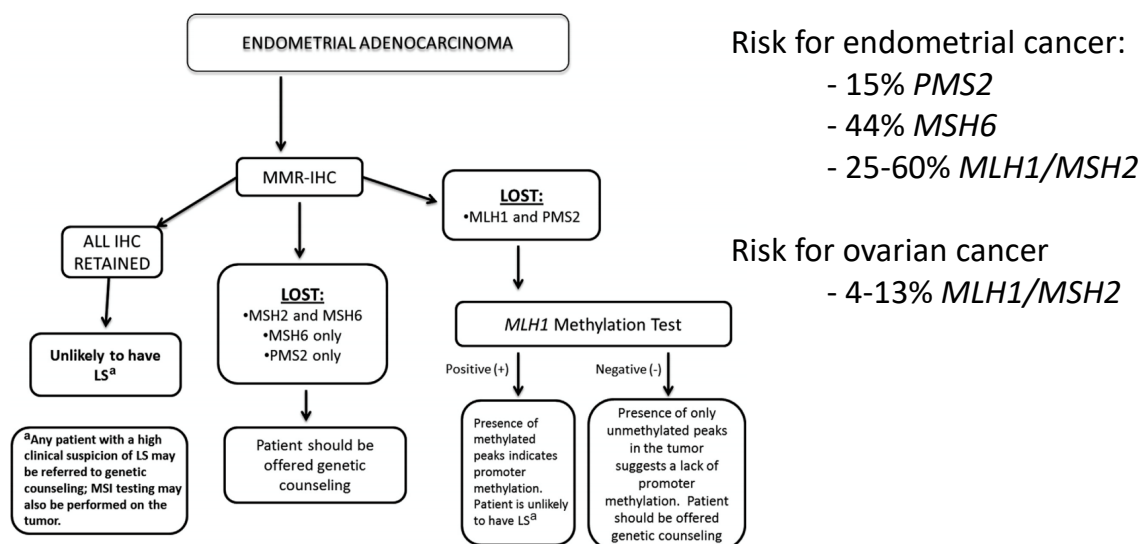 ENDOMETRIAL ADENOCARCINOMA
MMR-IHC
ALL IHC
RETAINED
Unlikely to have
LSa
aAny patient with a high
clinical suspicion of LS may
be referred to genetic
counseling; MSI testing may
also be performed on the
tumor.
LOST:
•MSH2 and MSH6
•MSH6 only
•PMS2 only
Patient should be
offered genetic
counseling
LOST:
•MLH1 and PMS2
MLH1 Methylation Test
Positive (+)
Negative (-)
Presence of
methylated
peaks indicates
promoter
methylation.
Patient is unlikely
to have LSa
Presence of only
unmethylated peaks
in the tumor
suggests a lack of
promoter
methylation. Patient
should be offered
genetic counseling
Risk for endometrial cancer:
- 15% PMS2
- 44% MSH6
- 25-60% MLH1/MSH2
Risk for ovarian cancer
- 4-13% MLH1/MSH2